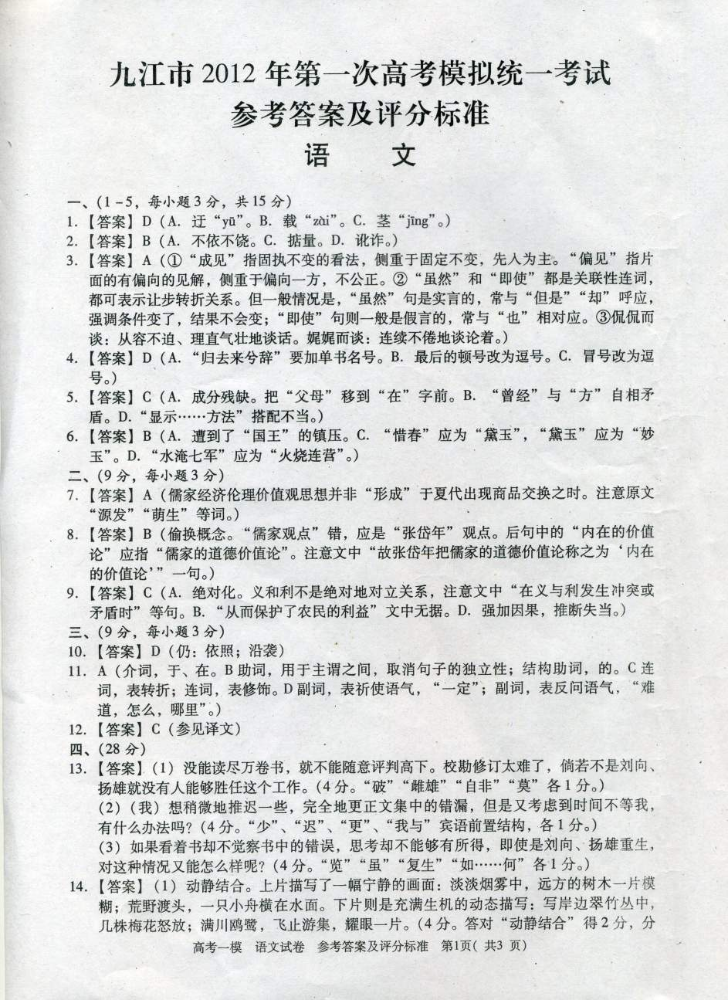 九江市 2012 年第一次高考模拟统一考试
参考答案及评分标准
语 文
一、（1－5，每小题 3 分，共 15 分）
1.【答案】D（A. 迂“yū”。B. 载“zài”。C. 茎“jīng”。）
2.【答案】B（A. 不依不饶。C. 掂量。D. 讹诈。）
3.【答案】A（①“成见”指固执不变的看法，侧重于固定不变，先入为主。“偏见”指片
面的有偏向的见解，侧重于偏向一方，不公正。②“虽然”和“即使”都是关联性连词，
都可表示让步转折关系。但一般情况是，“虽然”句是实言的，常与“但是”“却”呼应，
强调条件变了，结果不会变；“即使”句则一般是假言的，常与“也”相对应。③侃侃而
谈：从容不迫、理直气壮地谈话。娓娓而谈：连续不倦地谈论着。）
4.【答案】D（A.“归去来兮辞”要加单书名号。B. 最后的顿号改为逗号。C. 冒号改为逗
号。）
5.【答案】C（A. 成分残缺。把“父母”移到“在”字前。B. “曾经”与“方”自相矛
盾。D.“显示……方法”搭配不当。）
6.【答案】B（A. 遭到了“国王”的镇压。C. “惜春”应为“黛玉”，“黛玉”应为“妙
玉”。D. “水淹七军”应为“火烧连营”。）
二、（9 分，每小题 3 分）
7.【答案】A（儒家经济伦理价值观思想并非“形成”于夏代出现商品交换之时。注意原文
“源发”“萌生”等词。）
8.【答案】B（偷换概念。“儒家观点”错，应是“张岱年”观点。后句中的“内在的价值
论”应指“儒家的道德价值论”。注意文中“故张岱年把儒家的道德价值论称之为‘内在
的价值论’”一句。）
9.【答案】C（A. 绝对化。义和利不是绝对地对立关系，注意文中“在义与利发生冲突或
矛盾时”等句。B. “从而保护了农民的利益”文中无据。D. 强加因果，推断失当。）
三、（9 分，每小题 3 分）
10.【答案】D（仍：依照；沿袭）
11. A（介词，于、在。B 助词，用于主谓之间，取消句子的独立性；结构助词，的。C 连
词，表转折；连词，表修饰。D 副词，表祈使语气，“一定”；副词，表反问语气，“难
道，怎么，哪里”。）
12.【答案】C（参见译文）
四、（28 分）
13.【答案】（1）没能读尽万卷书，就不能随意评判高下。校勘修订太难了，倘若不是刘向、
扬雄就没有人能够胜任这个工作。（4 分。“破”“雌雄”“自非”“莫”各 1 分。）
（2）（我）想稍微地推迟一些，完全地更正文集中的错漏，但是又考虑到时间不等我，
有什么办法吗？（4 分。“少”、“迟”、“更”、“我与”宾语前置结构，各 1 分。）
（3）如果看着书却不觉察书中的错误，思考却不能够有所得，即使是刘向、扬雄重生，
对这种情况又能怎么样呢？（4 分。“览”“虽”“复生”“如……何”各 1 分。）
14.【答案】（1）动静结合。上片描写了一幅宁静的画面：淡淡烟雾中，远方的树木一片模
糊；荒野渡头，一只小舟横在水面。下片则是充满生机的动态描写：写岸边翠竹丛中，
几株梅花怒放；满川鸥鹭，飞止游集，耀眼一片。（4 分。答对“动静结合”得 2 分，分
高考一模 语文试卷 参考答案及评分标准 第1页( 共3 页)